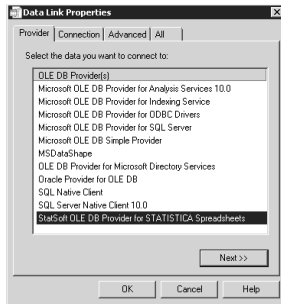 Data Link Properties
Provider Connection Advanced All
Select the data you want to connect to:
OLE DB Provider(s)
Microsoft OLE DB Provider for Analysis Services 10.0
Microsoft OLE DB Provider for Indexing Service
Microsoft OLE DB Provider for ODBC Drivers
Microsoft OLE DB Provider for SQL Server
Microsoft OLE DB Simple Provider
MSDataShape
OLE DB Provider for Microsoft Directory Services
Oracle Provider for OLE DB
SQL Native Client
SQL Server Native Client 10.0
StatSoft OLE DB Provider for STATISTICA Spreadsheets
Next >>
OK Cancel Help